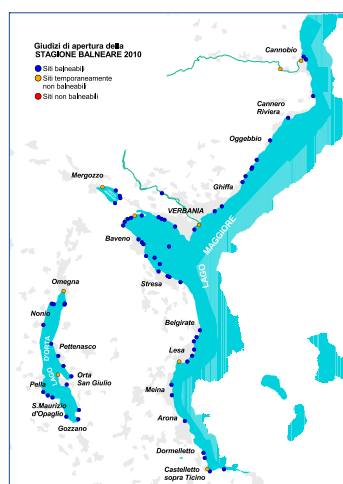 Giudizi di apertura della
STAGIONE BALNEARE 2010
Siti balneabili
Siti temporaneamente
non balneabili
Siti non balneabili
Cannobio
Cannero
Riviera
Oggebbio
Ghiffa
Mergozzo
VERBANIA
Baveno
LAGO MAGGIORE
Stresa
Omegna
Nonio
Belgirate
Pettenasco
Lesa
LAGO D'ORTA
Orta
San Giulio
Pella
Meina
S.Maurizio
d'Opaglio
Arona
Gozzano
Dormelletto
Castelletto
sopra Ticino